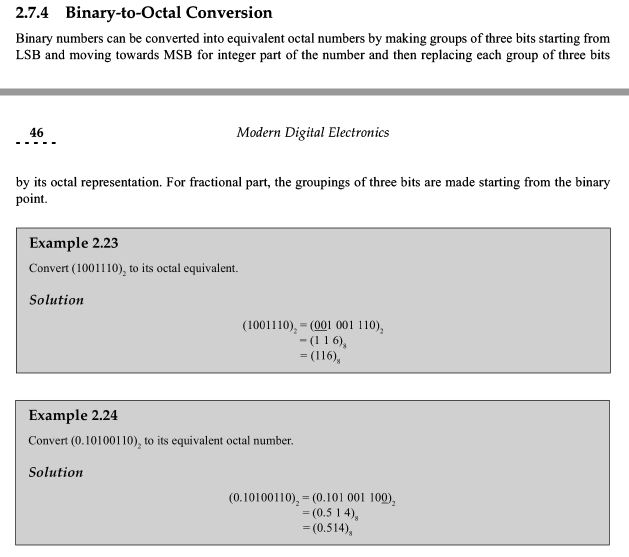 2.7.4 Binary-to-Octal Conversion
Binary numbers can be converted into equivalent octal numbers by making groups of three bits starting from
LSB and moving towards MSB for integer part of the number and then replacing each group of three bits
46 Modern Digital Electronics
by its octal representation. For fractional part, the groupings of three bits are made starting from the binary
point.
Example 2.23
Convert (1001110)₂ to its octal equivalent.
Solution
(1001110)₂ = (001 001 110)₂
= (1 1 6)₈
= (116)₈
Example 2.24
Convert (0.10100110)₂ to its equivalent octal number.
Solution
(0.10100110)₂ = (0.101 001 100)₂
= (0.5 1 4)₈
= (0.514)₈